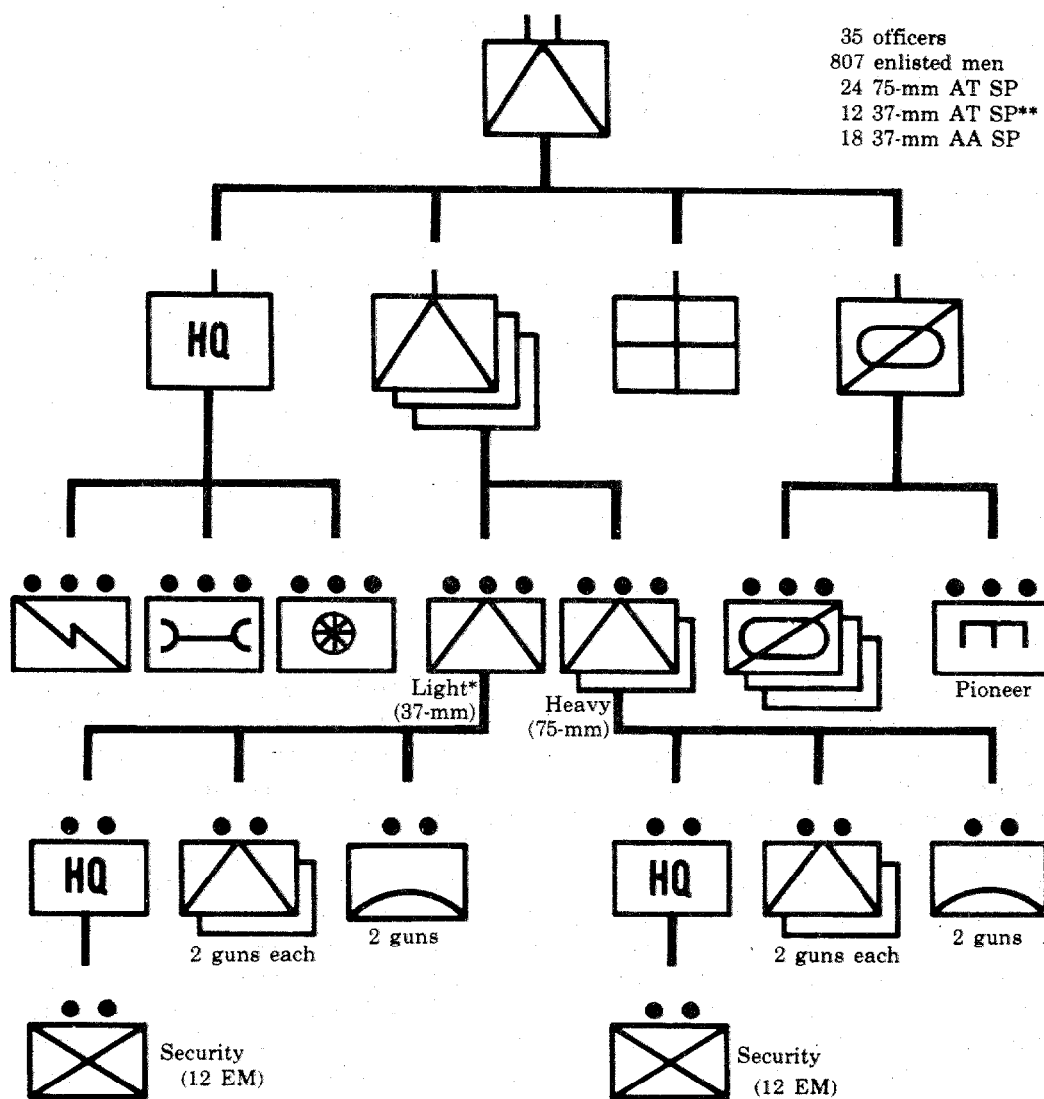 35 officers
807 enlisted men
24 75-mm AT SP
12 37-mm AT SP**
18 37-mm AA SP
HQ
Light*
(37-mm)
Heavy
(75-mm)
Pioneer
HQ
2 guns each
2 guns
HQ
2 guns each
2 guns
Security
(12 EM)
Security
(12 EM)